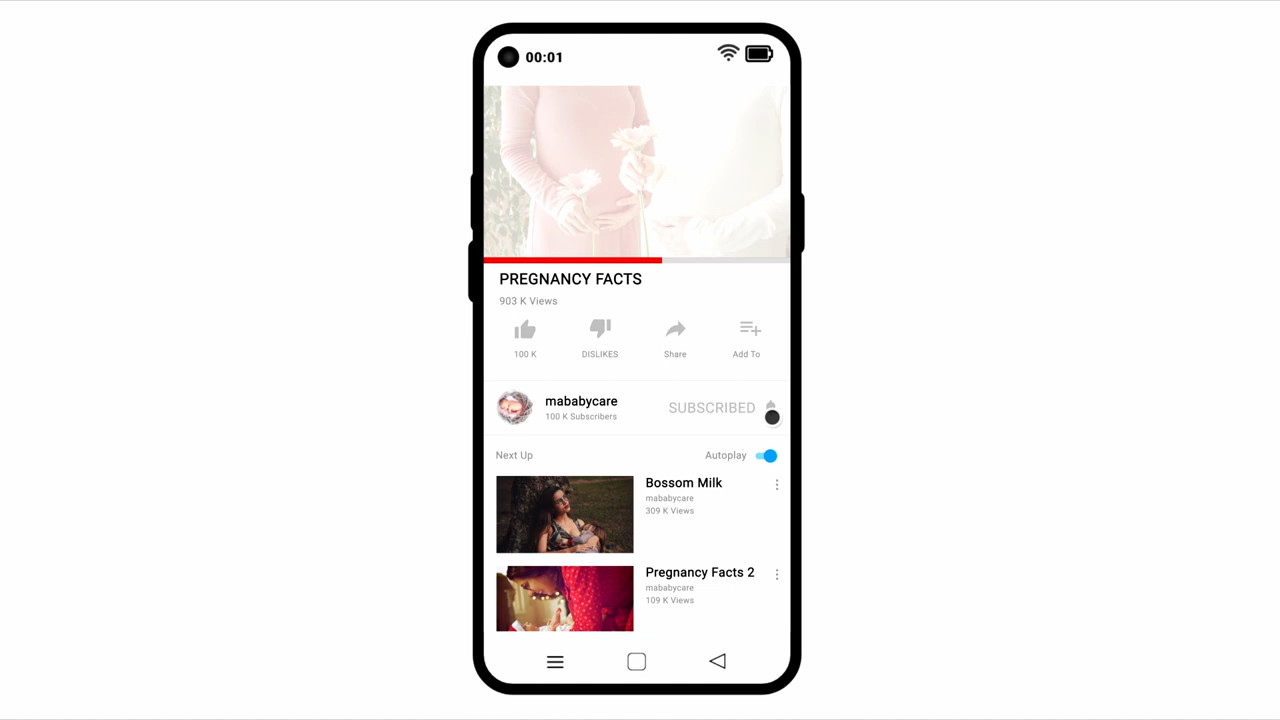 00:01
PREGNANCY FACTS
903 K Views
100 K
DISLIKES
Share
Add To
mababycare
100 K Subscribers
SUBSCRIBED
Next Up
Autoplay
Bossom Milk
mababycare
309 K Views
Pregnancy Facts 2
mababycare
109 K Views